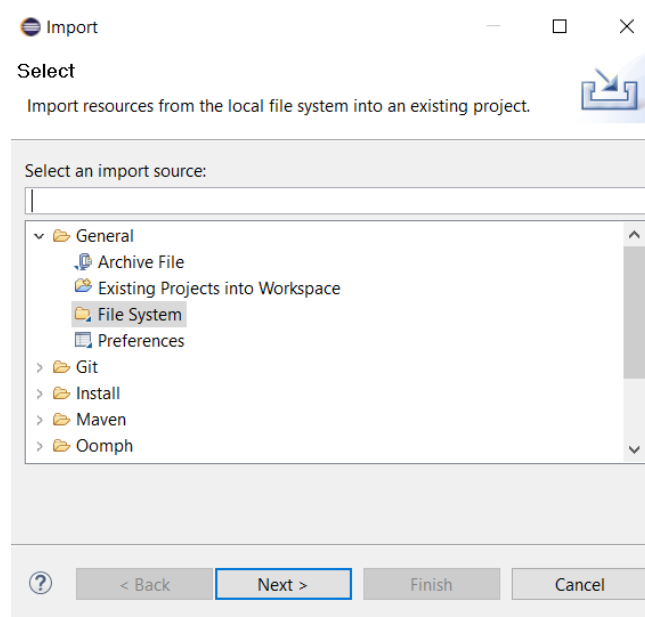 Import
Select
Import resources from the local file system into an existing project.
Select an import source:
General
Archive File
Existing Projects into Workspace
File System
Preferences
Git
Install
Maven
Oomph
? < Back Next > Finish Cancel